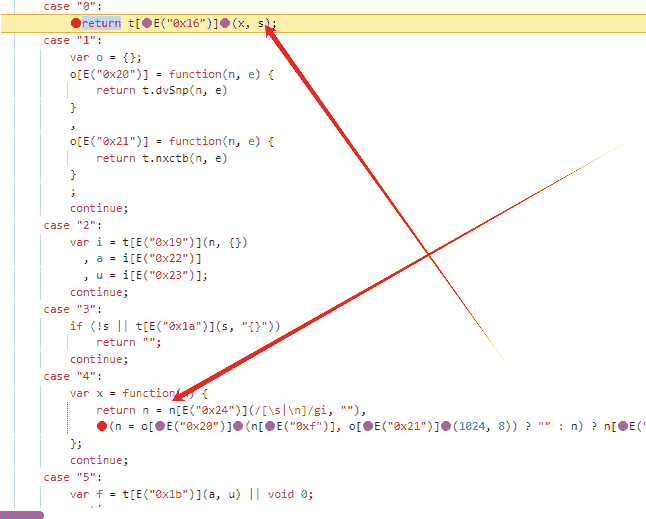 case "0":
return t[E("0x16")](x, s);
case "1":
var o = {};
o[E("0x20")] = function(n, e) {
return t.dvSnp(n, e)
}
,
o[E("0x21")] = function(n, e) {
return t.nxctb(n, e)
}
;
continue;
case "2":
var i = t[E("0x19")](n, {})
, a = i[E("0x22")]
, u = i[E("0x23")];
continue;
case "3":
if (!s || t[E("0x1a")](s, "{}"))
return "";
continue;
case "4":
var x = function() {
return n = n[E("0x24")](/[\s|\n]/gi, ""),
(n = o[E("0x20")](n[E("0xf")], o[E("0x21")](1024, 8)) ? "" : n) ? n[E("
};
continue;
case "5":
var f = t[E("0x1b")](a, u) || void 0;